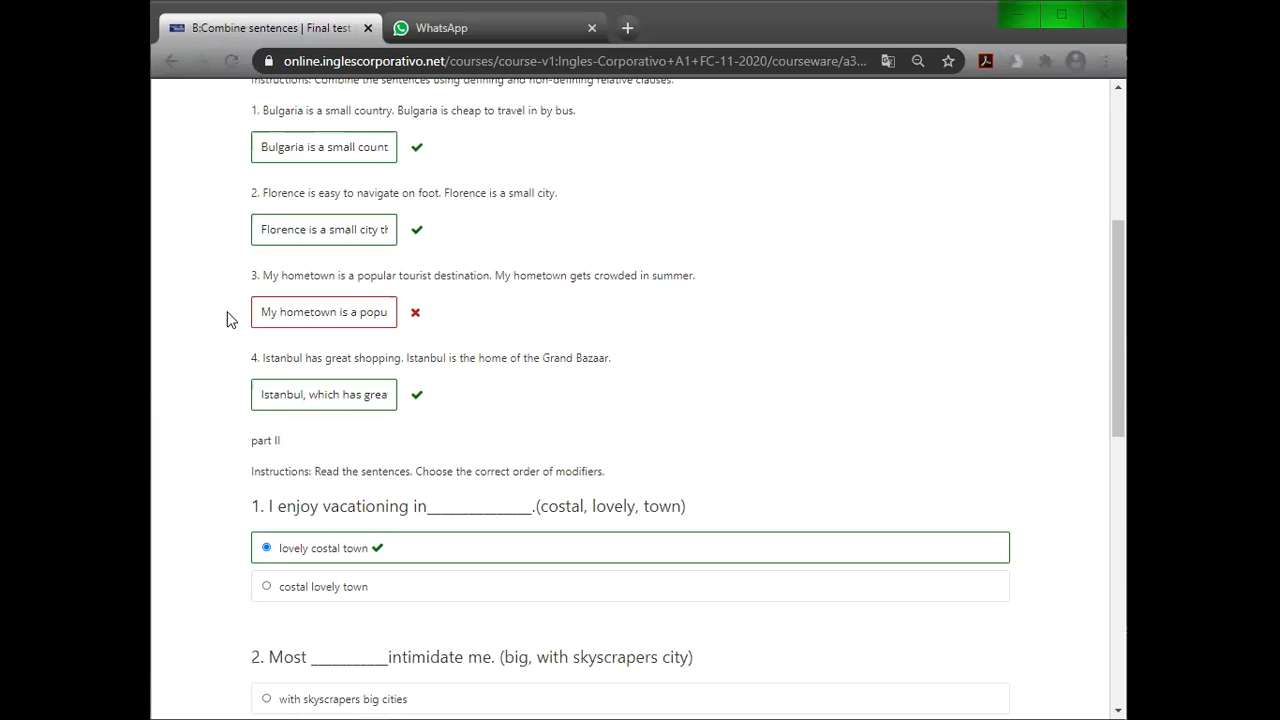 B:Combine sentences | Final test
WhatsApp
online.inglescorporativo.net/courses/course-v1:Ingles-Corporativo+A1+FC-11-2020/courseware/a3...
Instructions: Combine the sentences using defining and non-defining relative clauses.
1. Bulgaria is a small country. Bulgaria is cheap to travel in by bus.
Bulgaria is a small count
2. Florence is easy to navigate on foot. Florence is a small city.
Florence is a small city th
3. My hometown is a popular tourist destination. My hometown gets crowded in summer.
My hometown is a popu
4. Istanbul has great shopping. Istanbul is the home of the Grand Bazaar.
Istanbul, which has grea
part II
Instructions: Read the sentences. Choose the correct order of modifiers.
1. I enjoy vacationing in_______________.(costal, lovely, town)
lovely costal town
costal lovely town
2. Most ___________intimidate me. (big, with skyscrapers city)
with skyscrapers big cities